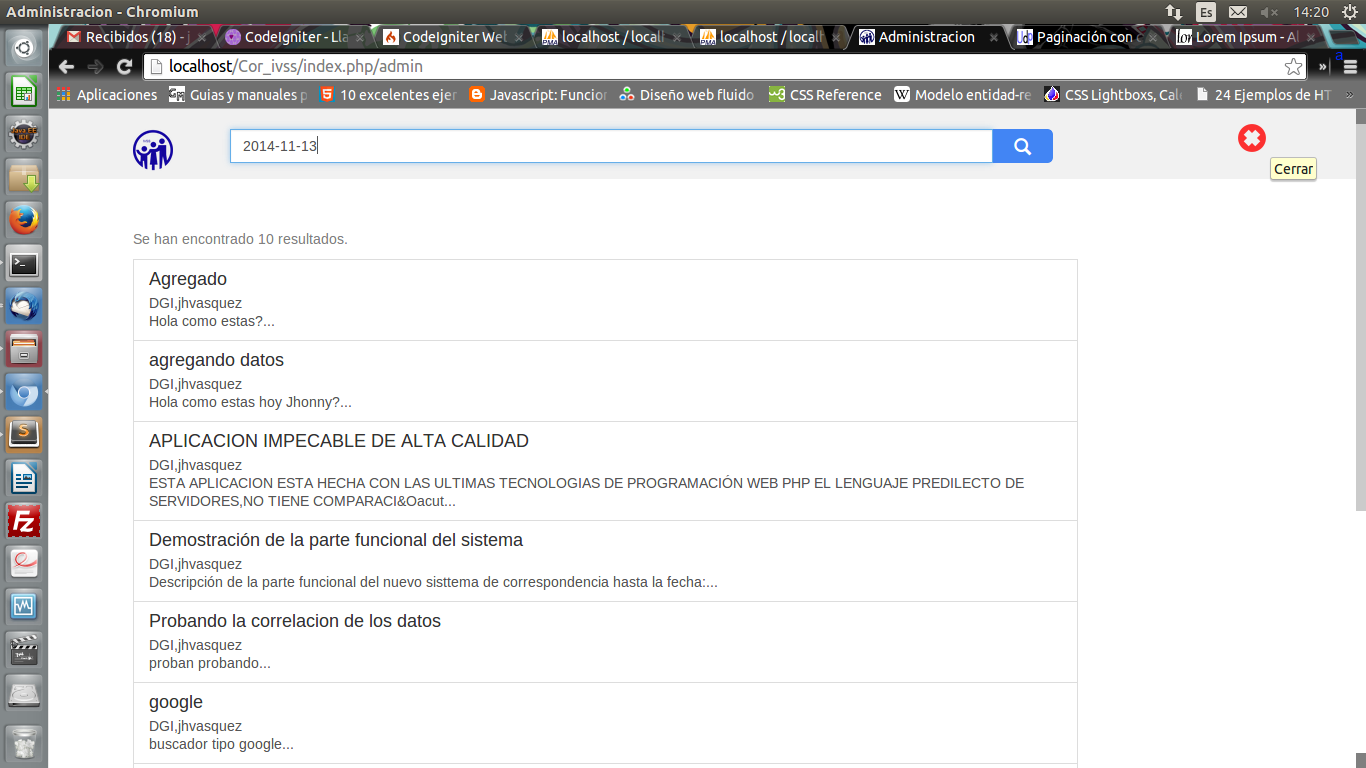 Administracion - Chromium
Es
14:20
Recibidos (18) - j
CodeIgniter - Lla
CodeIgniter Web
localhost / locall
localhost / localh
Administracion
Paginación con c
Lorem Ipsum - Al
localhost/Cor_ivss/index.php/admin
»
a
Aplicaciones
Guias y manuales p
10 excelentes ejer
Javascript: Funcior
Diseño web fluido
CSS Reference
Modelo entidad-re
CSS Lightboxs, Cale
24 Ejemplos de HT
»
2014-11-13
Cerrar
Se han encontrado 10 resultados.
Agregado
DGI,jhvasquez
Hola como estas?...
agregando datos
DGI,jhvasquez
Hola como estas hoy Jhonny?...
APLICACION IMPECABLE DE ALTA CALIDAD
DGI,jhvasquez
ESTA APLICACION ESTA HECHA CON LAS ULTIMAS TECNOLOGIAS DE PROGRAMACIÓN WEB PHP EL LENGUAJE PREDILECTO DE
SERVIDORES,NO TIENE COMPARACI&Oacut...
Demostración de la parte funcional del sistema
DGI,jhvasquez
Descripción de la parte funcional del nuevo sisttema de correspondencia hasta la fecha:...
Probando la correlacion de los datos
DGI,jhvasquez
proban probando...
google
DGI,jhvasquez
buscador tipo google...